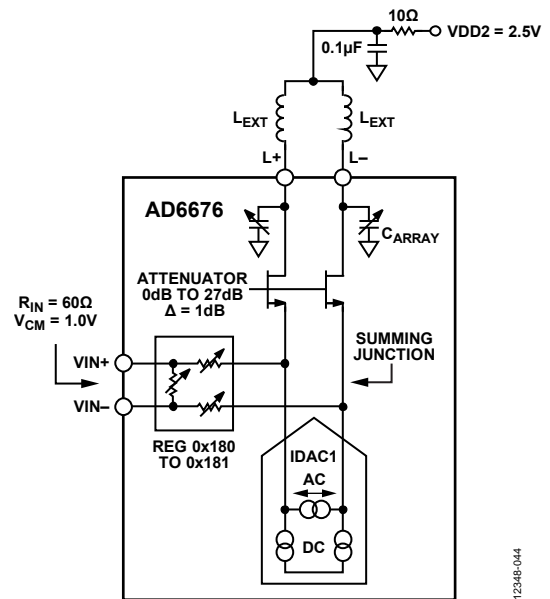 10Ω
VDD2 = 2.5V
0.1µF
LEXT
LEXT
L+
L–
AD6676
CARRAY
ATTENUATOR
0dB TO 27dB
Δ = 1dB
RIN = 60Ω
VCM = 1.0V
SUMMING
JUNCTION
VIN+
VIN–
REG 0x180
TO 0x181
IDAC1
AC
DC
12348-044